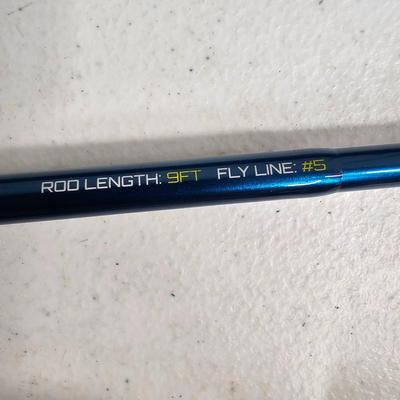 ROD LENGTH: 9FT FLY LINE: #5